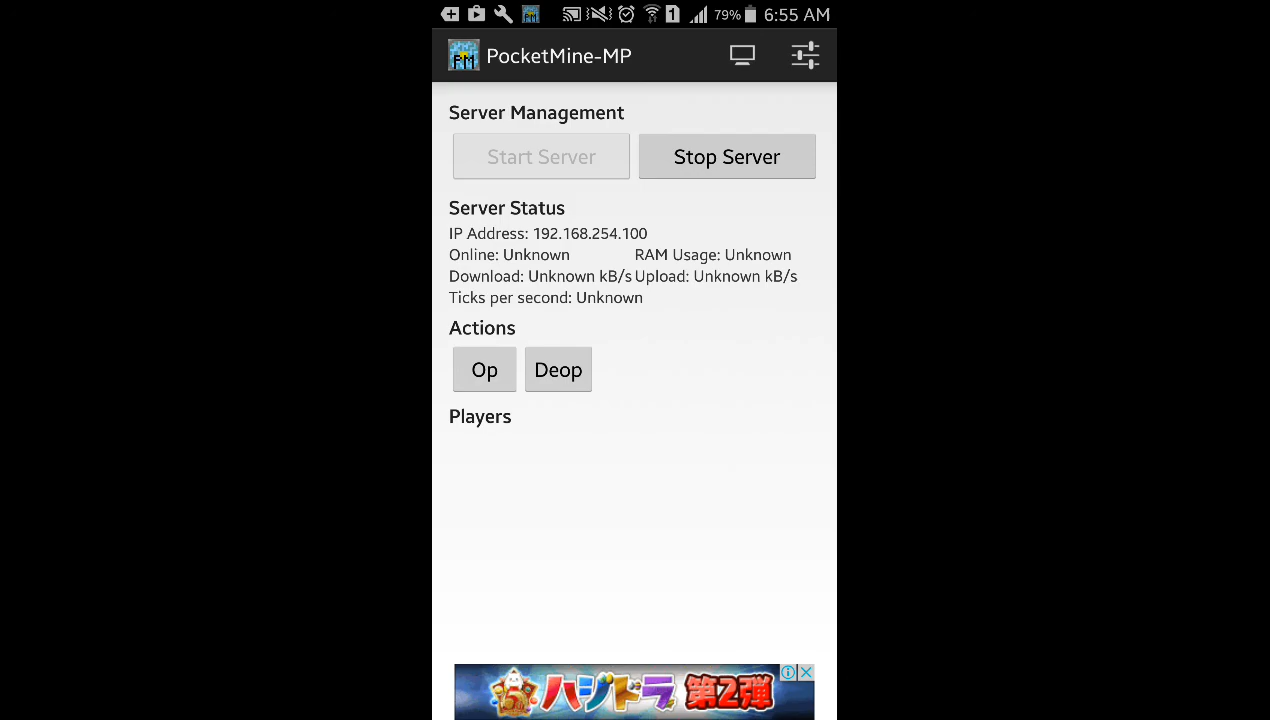 79% 6:55 AM
PocketMine-MP
Server Management
Start Server Stop Server
Server Status
IP Address: 192.168.254.100
Online: Unknown RAM Usage: Unknown
Download: Unknown kB/s Upload: Unknown kB/s
Ticks per second: Unknown
Actions
Op Deop
Players
ハジドラ 第2弾